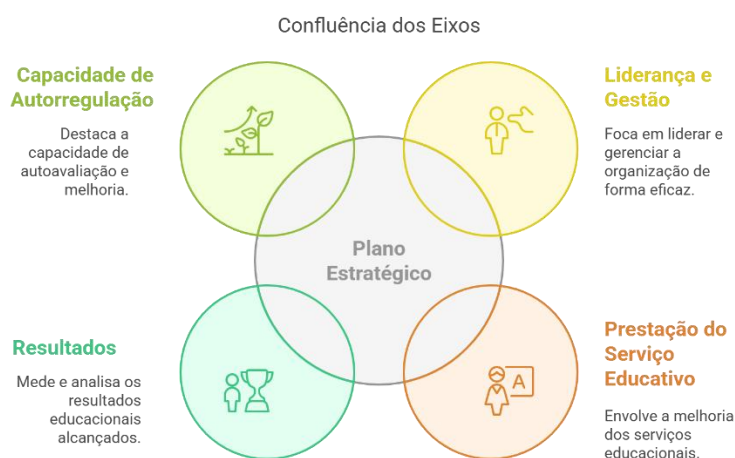 Confluência dos Eixos
Capacidade de
Autorregulação
Destaca a
capacidade de
autoavaliação e
melhoria.
Liderança e
Gestão
Foca em liderar e
gerenciar a
organização de
forma eficaz.
Plano
Estratégico
Resultados
Mede e analisa os
resultados
educacionais
alcançados.
Prestação do
Serviço
Educativo
Envolve a melhoria
dos serviços
educacionais.
A